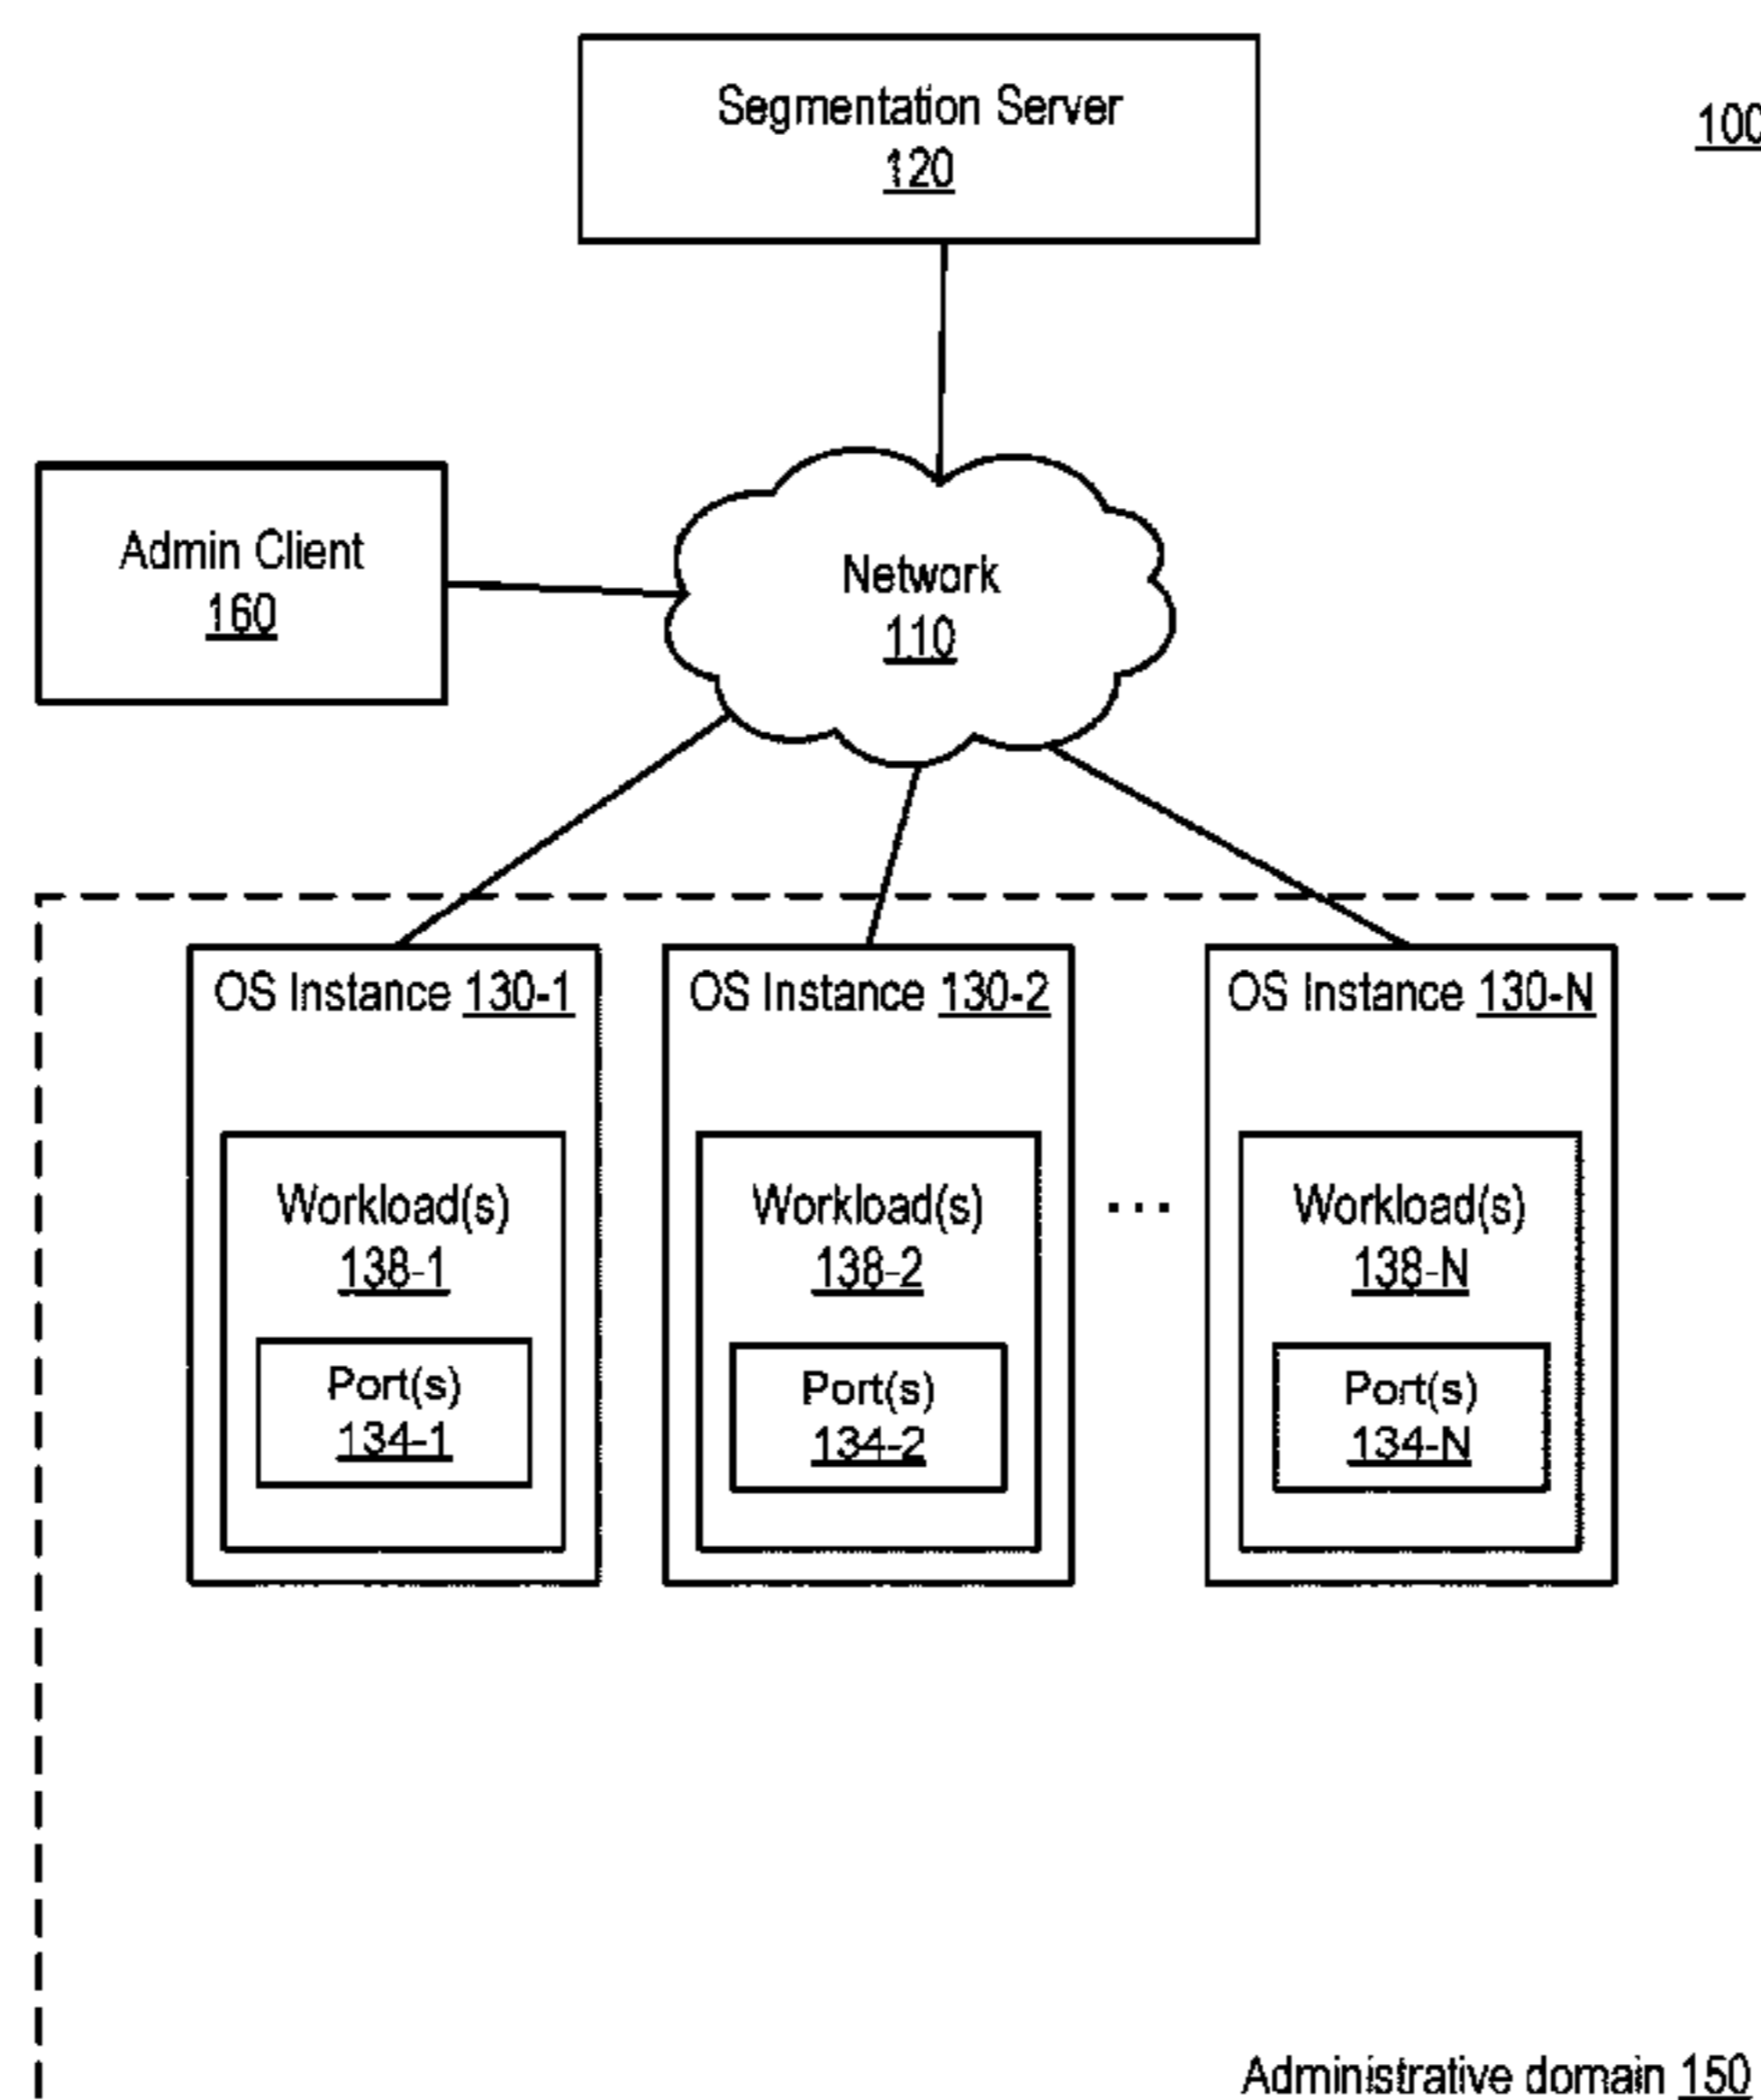 Segmentation Server
120
100
Admin Client
160
Network
110
OS Instance 130-1
OS Instance 130-2
OS Instance 130-N
Workload(s)
138-1
Workload(s)
138-2
...
Workload(s)
138-N
Port(s)
134-1
Port(s)
134-2
Port(s)
134-N
Administrative domain 150